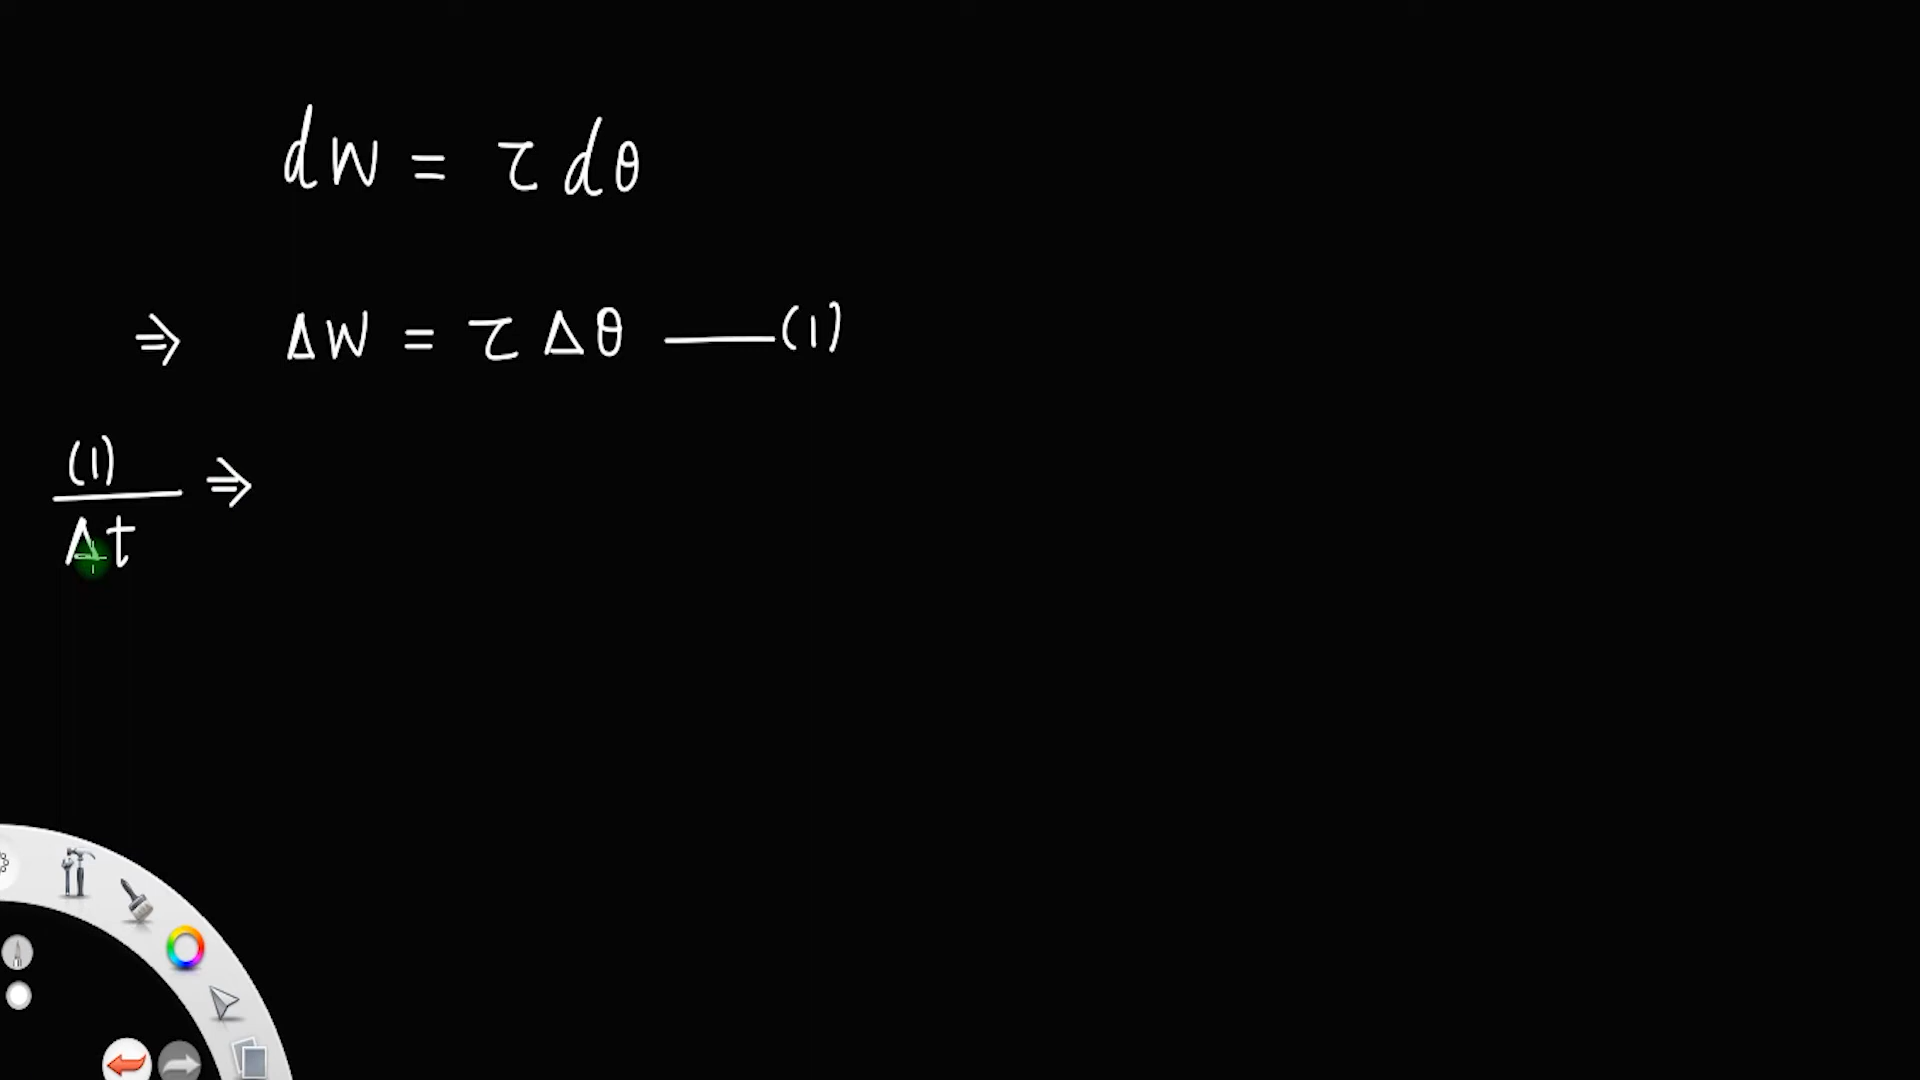 dW = τ dθ
⇒ ΔW = τ Δθ —(1)
(1)/Δt ⇒